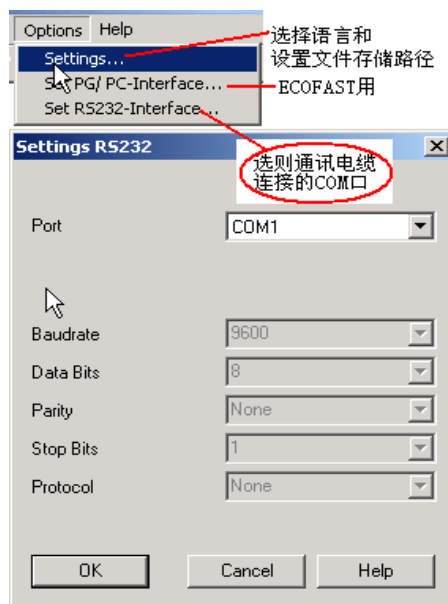 Options Help
选择语言和
设置文件存储路径
Settings...
Set PG/ PC-Interface...
ECOFAST用
Set RS232-Interface...
Settings RS232
选则通讯电缆
连接的COM口
Port
COM1
Baudrate
9600
Data Bits
8
Parity
None
Stop Bits
1
Protocol
None
OK
Cancel
Help